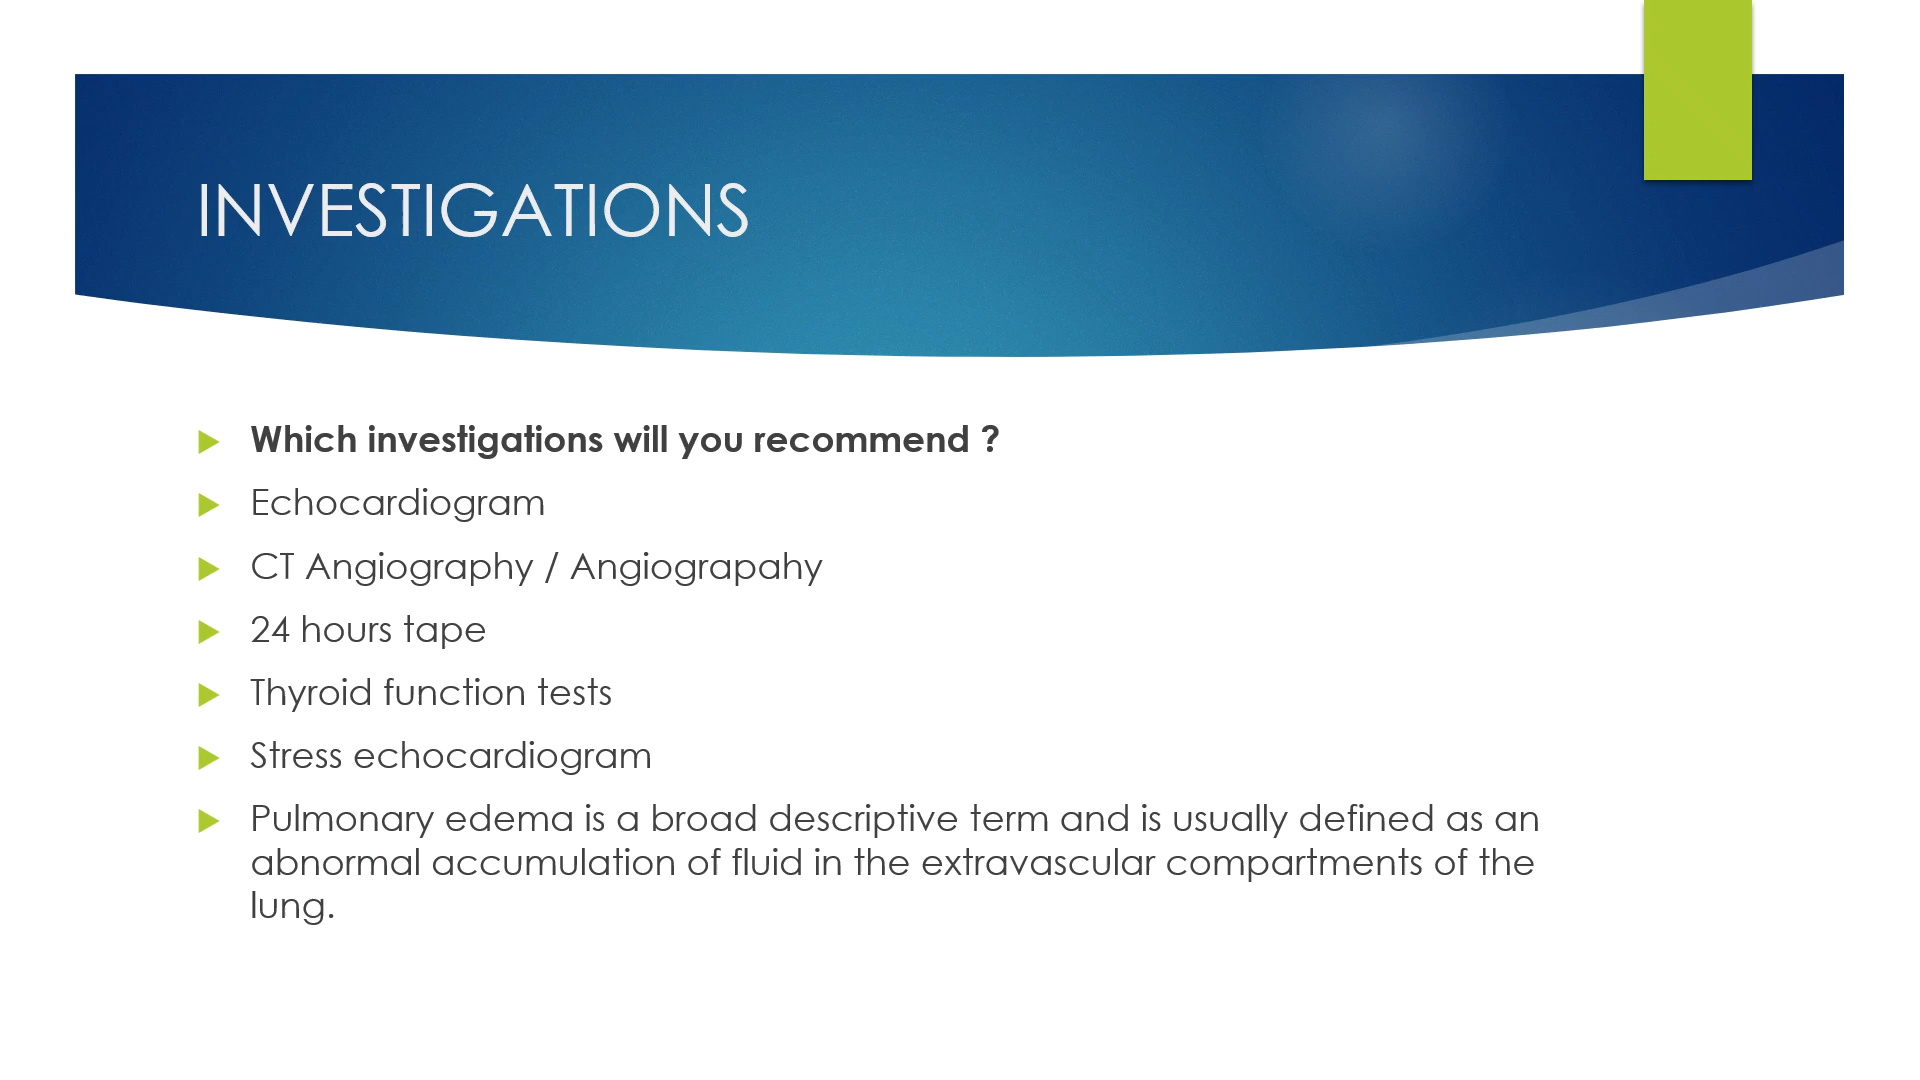 INVESTIGATIONS
Which investigations will you recommend ?
Echocardiogram
CT Angiography / Angiograpahy
24 hours tape
Thyroid function tests
Stress echocardiogram
Pulmonary edema is a broad descriptive term and is usually defined as an
abnormal accumulation of fluid in the extravascular compartments of the
lung.